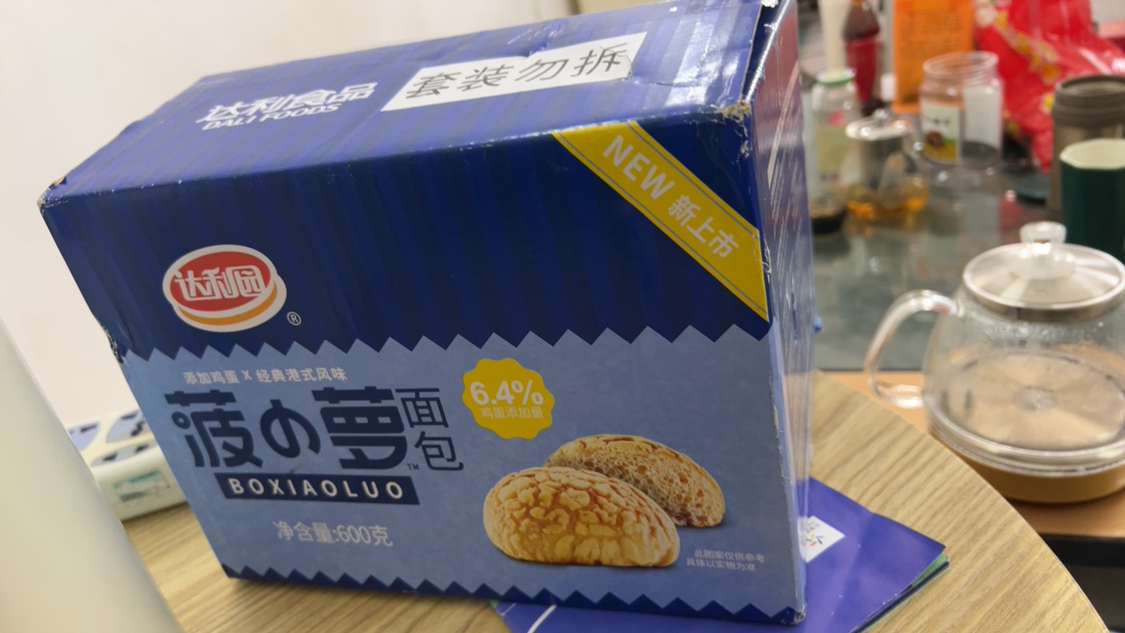 套装勿拆
达利食品
DALI FOODS
NEW 新上市
达利园
®
添加鸡蛋 x 经典港式风味
菠の萝™
面包
BOXIAOLUO
6.4%
鸡蛋添加量
净含量:600克
此图案仅供参考
具体以实物为准